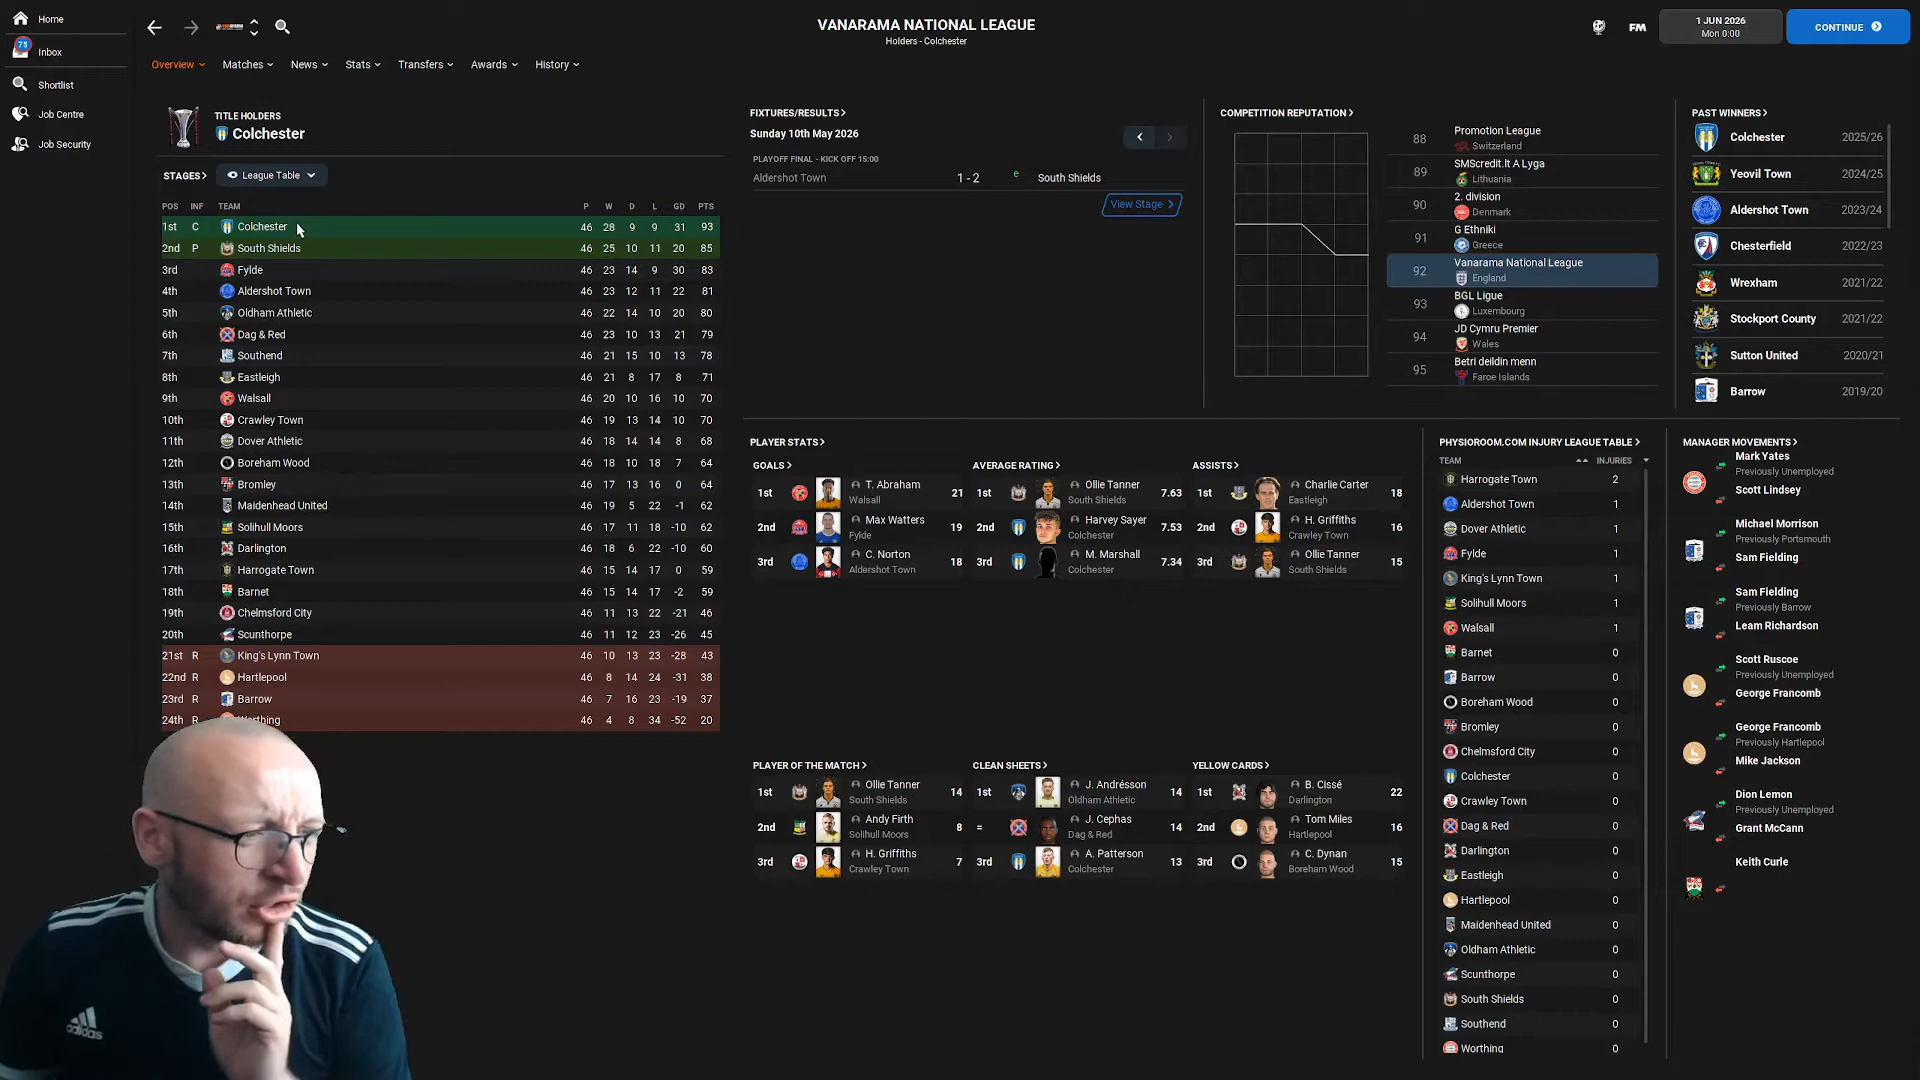 Home
75
Inbox
Shortlist
Job Centre
Job Security
VANARAMA NATIONAL LEAGUE
Holders - Colchester
FM
1 JUN 2026
Mon 0:00
CONTINUE
Overview
Matches
News
Stats
Transfers
Awards
History
TITLE HOLDERS
Colchester
STAGES>
League Table
POS INF TEAM P W D L GD PTS
1st C Colchester 46 28 9 9 31 93
2nd P South Shields 46 25 10 11 20 85
3rd Fylde 46 23 14 9 30 83
4th Aldershot Town 46 23 12 11 22 81
5th Oldham Athletic 46 22 14 10 20 80
6th Dag & Red 46 23 10 13 21 79
7th Southend 46 21 15 10 13 78
8th Eastleigh 46 21 8 17 8 71
9th Walsall 46 20 10 16 10 70
10th Crawley Town 46 19 13 14 10 70
11th Dover Athletic 46 18 14 14 8 68
12th Boreham Wood 46 18 10 18 7 64
13th Bromley 46 17 13 16 0 64
14th Maidenhead United 46 19 5 22 -1 62
15th Solihull Moors 46 17 11 18 -10 62
16th Darlington 46 18 6 22 -10 60
17th Harrogate Town 46 15 14 17 0 59
18th Barnet 46 15 14 17 -2 59
19th Chelmsford City 46 11 13 22 -21 46
20th Scunthorpe 46 11 12 23 -26 45
21st R King's Lynn Town 46 10 13 23 -28 43
22nd R Hartlepool 46 8 14 24 -31 38
23rd R Barrow 46 7 16 23 -19 37
24th R Worthing 46 4 8 34 -52 20
FIXTURES/RESULTS>
Sunday 10th May 2026
PLAYOFF FINAL - KICK OFF 15:00
Aldershot Town 1 - 2 e South Shields
View Stage >
COMPETITION REPUTATION>
88 Promotion League
Switzerland
89 SMScredit.lt A Lyga
Lithuania
90 2. division
Denmark
91 G Ethniki
Greece
92 Vanarama National League
England
93 BGL Ligue
Luxembourg
94 JD Cymru Premier
Wales
95 Betri deildin menn
Faroe Islands
PAST WINNERS>
Colchester 2025/26
Yeovil Town 2024/25
Aldershot Town 2023/24
Chesterfield 2022/23
Wrexham 2021/22
Stockport County 2021/22
Sutton United 2020/21
Barrow 2019/20
PLAYER STATS>
GOALS>
1st T. Abraham 21
Walsall
2nd Max Watters 19
Fylde
3rd C. Norton 18
Aldershot Town
AVERAGE RATING>
1st Ollie Tanner 7.63
South Shields
2nd Harvey Sayer 7.53
Colchester
3rd M. Marshall 7.34
Colchester
ASSISTS>
1st Charlie Carter 18
Eastleigh
2nd H. Griffiths 16
Crawley Town
3rd Ollie Tanner 15
South Shields
PLAYER OF THE MATCH>
1st Ollie Tanner 14
South Shields
2nd Andy Firth 8
Solihull Moors
3rd H. Griffiths 7
Crawley Town
CLEAN SHEETS>
1st J. Andrésson 14
Oldham Athletic
= J. Cephas 14
Dag & Red
3rd A. Patterson 13
Colchester
YELLOW CARDS>
1st B. Cissé 22
Darlington
2nd Tom Miles 16
Hartlepool
3rd C. Dynan 15
Boreham Wood
PHYSIOROOM.COM INJURY LEAGUE TABLE>
TEAM INJURIES
Harrogate Town 2
Aldershot Town 1
Dover Athletic 1
Fylde 1
King's Lynn Town 1
Solihull Moors 1
Walsall 1
Barnet 0
Barrow 0
Boreham Wood 0
Bromley 0
Chelmsford City 0
Colchester 0
Crawley Town 0
Dag & Red 0
Darlington 0
Eastleigh 0
Hartlepool 0
Maidenhead United 0
Oldham Athletic 0
Scunthorpe 0
South Shields 0
Southend 0
Worthing 0
MANAGER MOVEMENTS>
Mark Yates
Previously Unemployed
Scott Lindsey
Michael Morrison
Previously Portsmouth
Sam Fielding
Sam Fielding
Previously Barrow
Leam Richardson
Scott Ruscoe
Previously Unemployed
George Francomb
George Francomb
Previously Hartlepool
Mike Jackson
Dion Lemon
Previously Unemployed
Grant McCann
Keith Curle
adidas